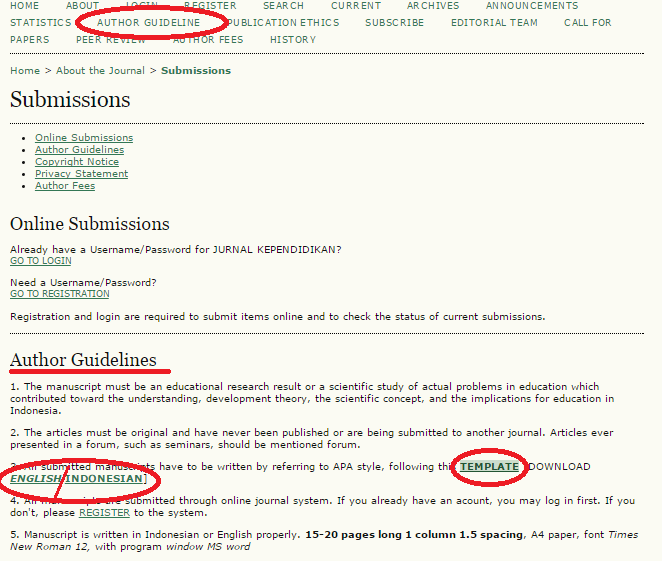 HOME ABOUT LOGIN REGISTER SEARCH CURRENT ARCHIVES ANNOUNCEMENTS
STATISTICS AUTHOR GUIDELINE PUBLICATION ETHICS SUBSCRIBE EDITORIAL TEAM CALL FOR
PAPERS PEER REVIEW AUTHOR FEES HISTORY
Home > About the Journal > Submissions
Submissions
Online Submissions
Author Guidelines
Copyright Notice
Privacy Statement
Author Fees
Online Submissions
Already have a Username/Password for JURNAL KEPENDIDIKAN?
GO TO LOGIN
Need a Username/Password?
GO TO REGISTRATION
Registration and login are required to submit items online and to check the status of current submissions.
Author Guidelines
1. The manuscript must be an educational research result or a scientific study of actual problems in education which
contributed toward the understanding, development theory, the scientific concept, and the implications for education in
Indonesia.
2. The articles must be original and have never been published or are being submitted to another journal. Articles ever
presented in a forum, such as seminars, should be mentioned forum.
3. All submitted manuscripts have to be written by referring to APA style, following this TEMPLATE DOWNLOAD
ENGLISH INDONESIAN]
4. All manuscripts are submitted through online journal system. If you already have an acount, you may log in first. If you
don't, please REGISTER to the system.
5. Manuscript is written in Indonesian or English properly. 15-20 pages long 1 column 1.5 spacing, A4 paper, font Times
New Roman 12, with program window MS word